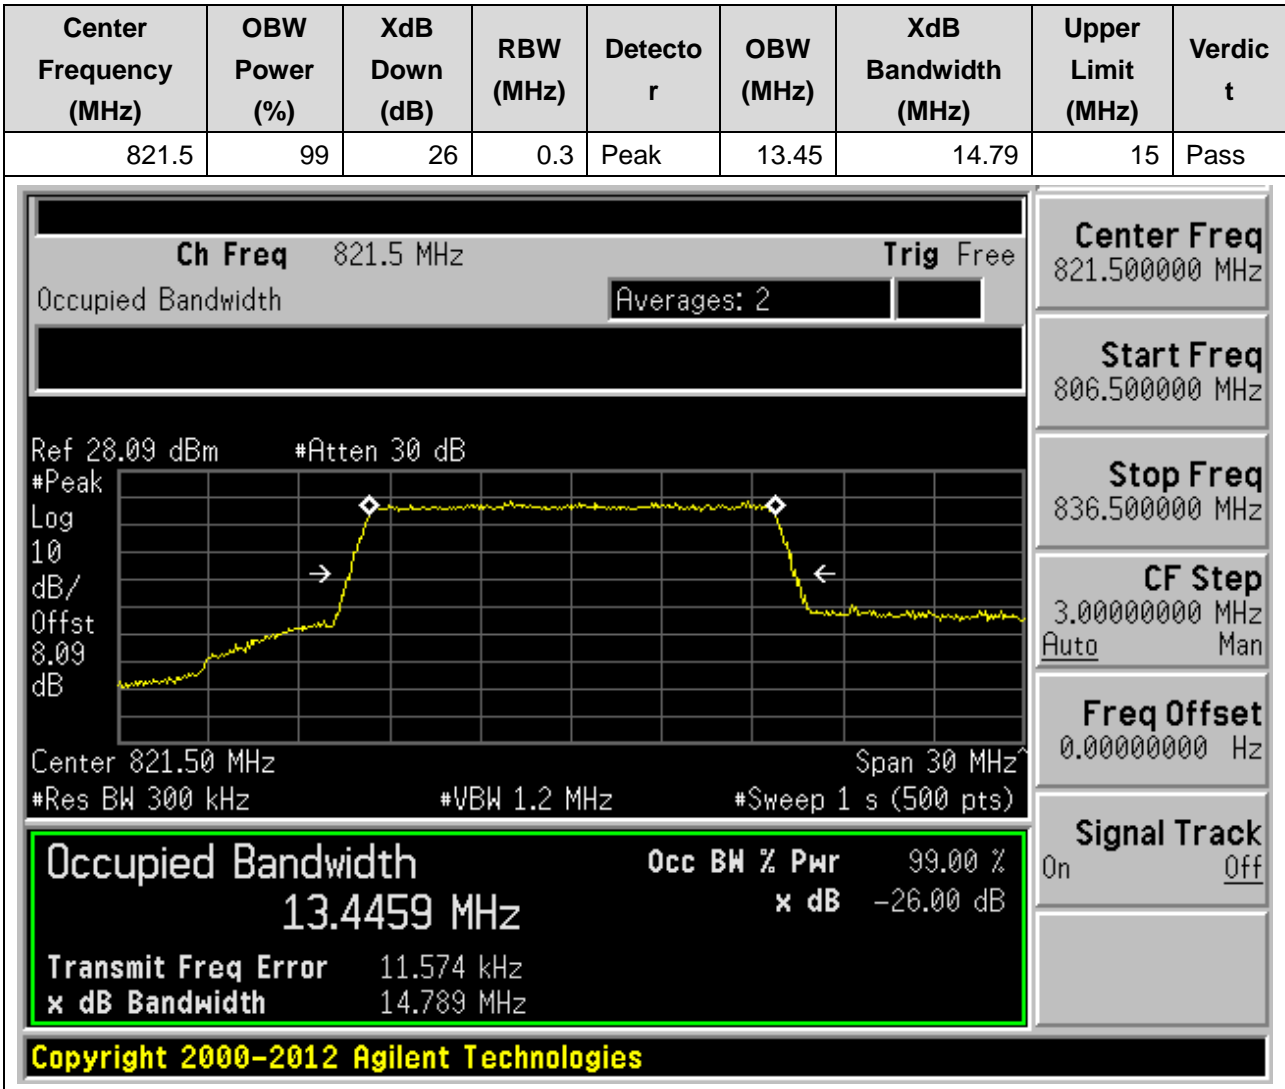 Center Frequency (MHz) OBW Power (%) XdB Down (dB) RBW (MHz) Detecto r OBW (MHz) XdB Bandwidth (MHz) Upper Limit (MHz) Verdic t
821.5 99 26 0.3 Peak 13.45 14.79 15 Pass
Ch Freq 821.5 MHz Trig Free
Occupied Bandwidth Averages: 2
Ref 28.09 dBm #Atten 30 dB
#Peak
Log
10
dB/
Offst
8.09
dB
Center 821.50 MHz Span 30 MHz^
#Res BW 300 kHz #VBW 1.2 MHz #Sweep 1 s (500 pts)
Occupied Bandwidth Occ BW % Pwr 99.00 %
13.4459 MHz x dB -26.00 dB
Transmit Freq Error 11.574 kHz
x dB Bandwidth 14.789 MHz
Copyright 2000-2012 Agilent Technologies
Center Freq
821.500000 MHz
Start Freq
806.500000 MHz
Stop Freq
836.500000 MHz
CF Step
3.00000000 MHz
Auto Man
Freq Offset
0.00000000 Hz
Signal Track
On Off